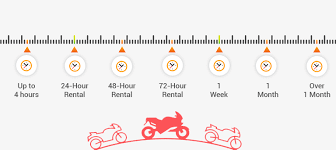 Up to
4 hours
24-Hour
Rental
48-Hour
Rental
72-Hour
Rental
1
Week
1
Month
Over
1 Month